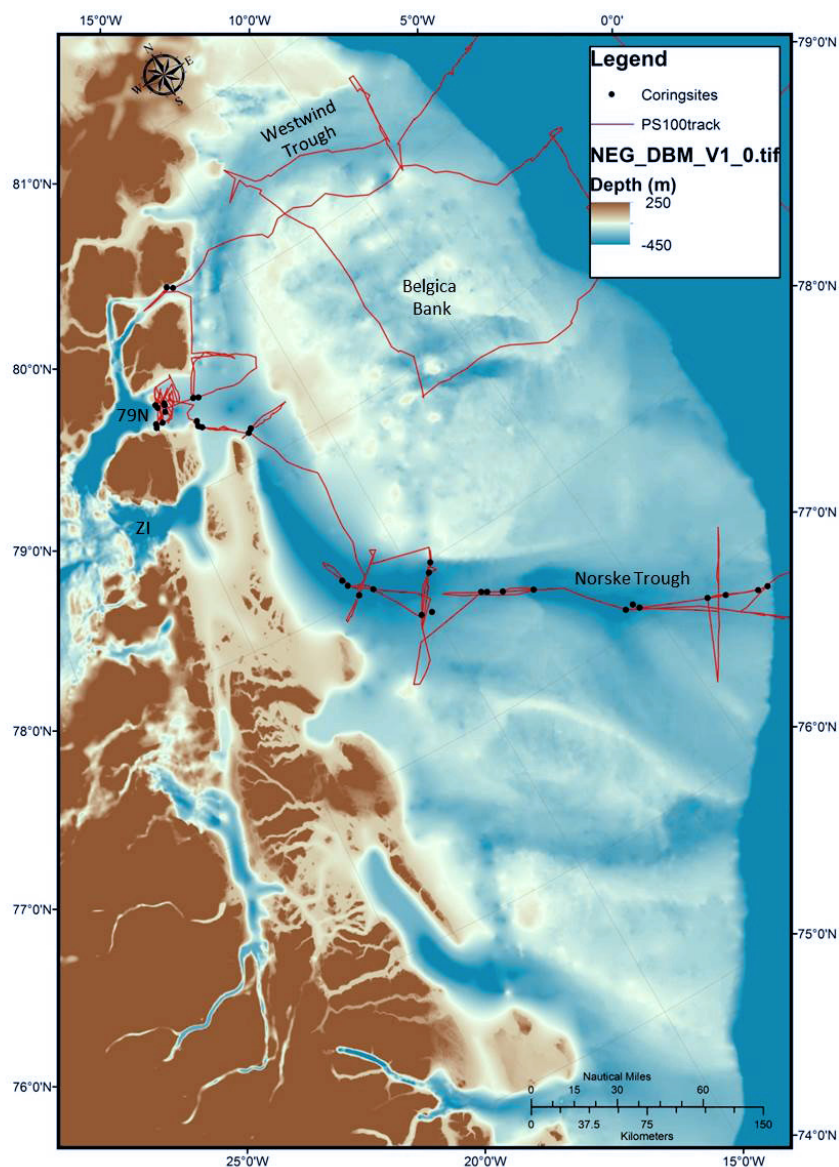 15°0'W 10°0'W 5°0'W 0°0'
79°0'N
N
E
W
S
Legend
Coringsites
PS100track
NEG_DBM_V1_0.tif
Depth (m)
250
-450
Westwind
Trough
81°0'N
78°0'N
Belgica
Bank
80°0'N
79N
77°0'N
ZI
79°0'N
Norske Trough
76°0'N
78°0'N
77°0'N
75°0'N
76°0'N
Nautical Miles
0 15 30 60
0 37.5 75 150
Kilometers
74°0'N
25°0'W 20°0'W 15°0'W